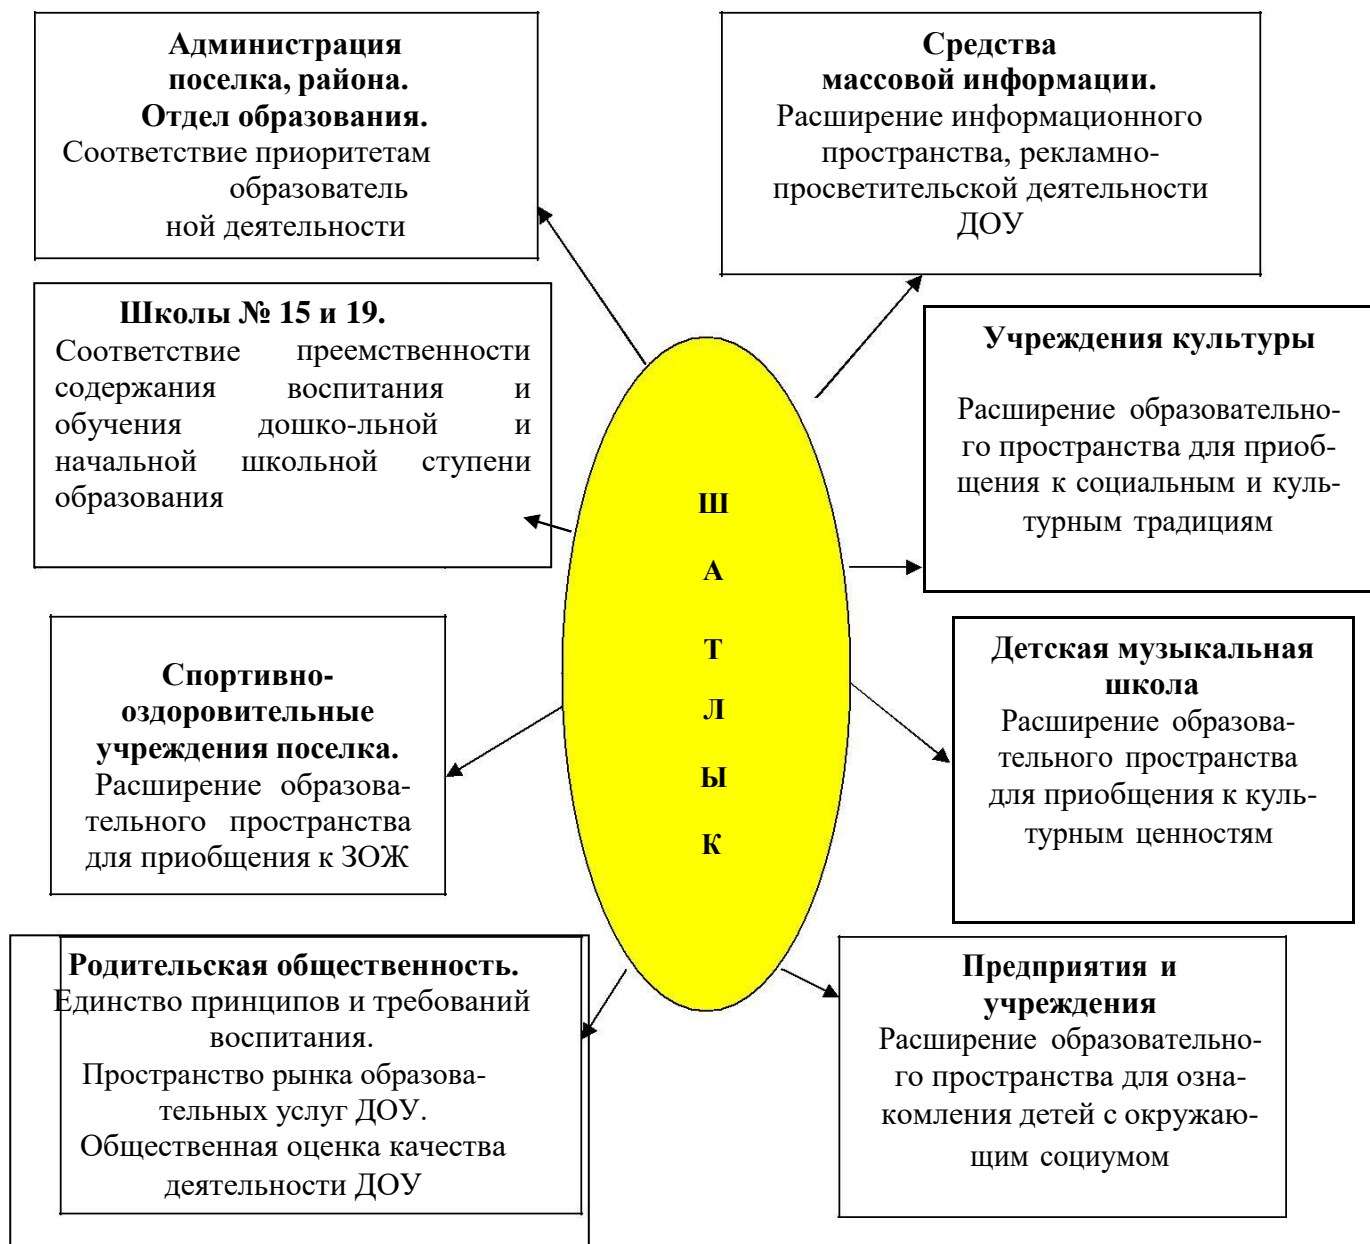 Администрация
поселка, района.
Отдел образования.
Соответствие приоритетам
образователь
ной деятельности
Средства
массовой информации.
Расширение информационного
пространства, рекламно-
просветительской деятельности
ДОУ
Школы № 15 и 19.
Соответствие преемственности
содержания воспитания и
обучения дошко-льной и
начальной школьной ступени
образования
Учреждения культуры
Расширение образовательно-
го пространства для приоб-
щения к социальным и куль-
турным традициям
Ш
А
Т
Л
Ы
К
Спортивно-
оздоровительные
учреждения поселка.
Расширение образова-
тельного пространства
для приобщения к ЗОЖ
Детская музыкальная
школа
Расширение образова-
тельного пространства
для приобщения к куль-
турным ценностям
Родительская общественность.
Единство принципов и требований
воспитания.
Пространство рынка образова-
тельных услуг ДОУ.
Общественная оценка качества
деятельности ДОУ
Предприятия и
учреждения
Расширение образовательно-
го пространства для озна-
комления детей с окружаю-
щим социумом